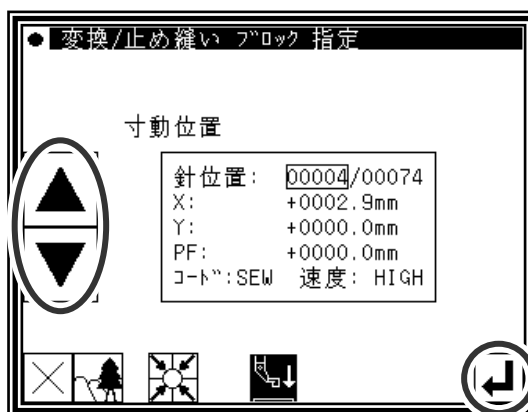 変換/止め縫い ブロック 指定
寸動位置
針位置: 00004/00074
X: +0002.9mm
Y: +0000.0mm
PF: +0000.0mm
コード:SEW 速度: HIGH